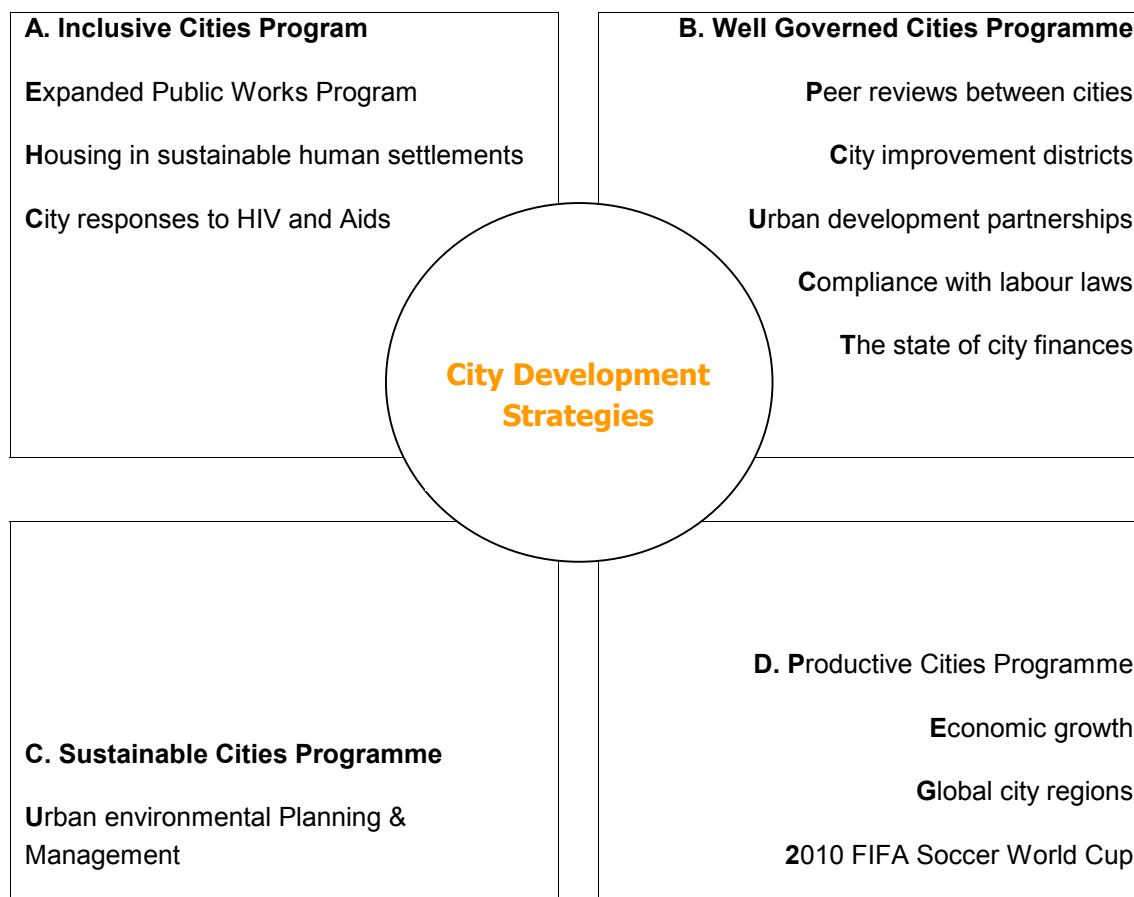 A. Inclusive Cities Program
Expanded Public Works Program
Housing in sustainable human settlements
City responses to HIV and Aids
B. Well Governed Cities Programme
Peer reviews between cities
City improvement districts
Urban development partnerships
Compliance with labour laws
The state of city finances
City Development
Strategies
C. Sustainable Cities Programme
Urban environmental Planning &
Management
D. Productive Cities Programme
Economic growth
Global city regions
2010 FIFA Soccer World Cup